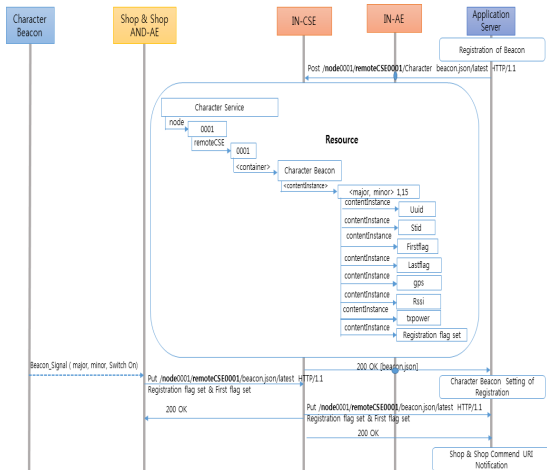 Character
Beacon
Shop & Shop
AND-AE
IN-CSE
IN-AE
Application
Server
Registration of Beacon
Post /node0001/remoteCSE0001/Character beacon.json/latest HTTP/1.1
Character Service
Resource
node
0001
remoteCSE
0001
<container>
Character Beacon
<contentInstance>
<major, minor> 1,15
contentInstance
Uuid
contentInstance
Stid
contentInstance
Firstflag
contentInstance
Lastflag
contentInstance
gps
contentInstance
Rssi
contentInstance
txpower
contentInstance
Registration flag set
200 OK [beacon.json]
Beacon_Signal ( major, minor, Switch On)
Character Beacon Setting of
Registration
Put /node0001/remoteCSE0001/beacon.json/latest HTTP/1.1
Registration flag set & First flag set
200 OK
Put /node0001/remoteCSE0001/beacon.json/latest HTTP/1.1
Registration flag set & First flag set
200 OK
Shop & Shop Commend URI
Notification